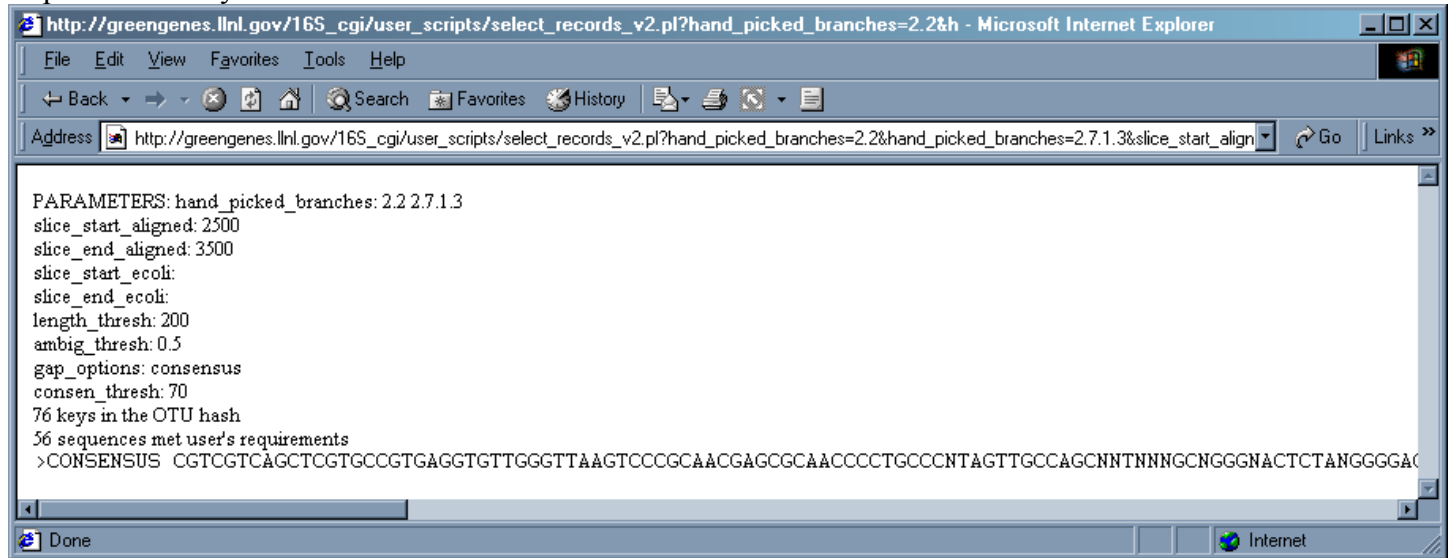 http://greengenes.llnl.gov/16S_cgi/user_scripts/select_records_v2.pl?hand_picked_branches=2.2&h - Microsoft Internet Explorer
File Edit View Favorites Tools Help
Back Search Favorites History
Address http://greengenes.llnl.gov/16S_cgi/user_scripts/select_records_v2.pl?hand_picked_branches=2.2&hand_picked_branches=2.7.1.3&slice_start_align Go Links »
PARAMETERS: hand_picked_branches: 2.2 2.7.1.3
slice_start_aligned: 2500
slice_end_aligned: 3500
slice_start_ecoli:
slice_end_ecoli:
length_thresh: 200
ambig_thresh: 0.5
gap_options: consensus
consen_thresh: 70
76 keys in the OTU hash
56 sequences met user's requirements
>CONSENSUS CGTCGTCAGCTCGTGCCGTGAGGTGTTGGGTTAAGTCCCGCAACGAGCGCAACCCCTGCCCNTAGTTGCCAGCNNTNNNGCNGGGNACTCTANGGGGA
Done Internet